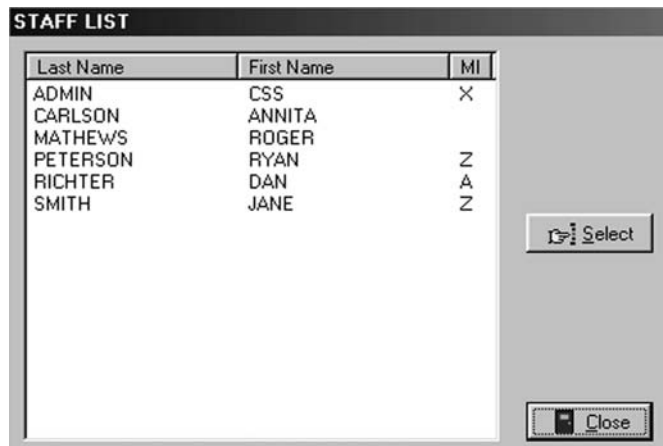 STAFF LIST
Last Name First Name MI
ADMIN CSS X
CARLSON ANNITA
MATHEWS ROGER
PETERSON RYAN Z
RICHTER DAN A
SMITH JANE Z
Select
Close